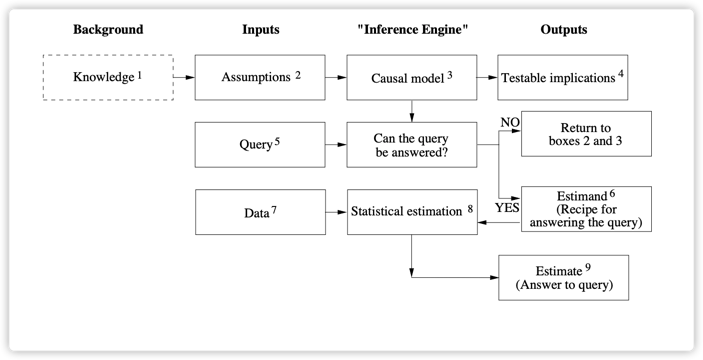 Background Inputs "Inference Engine" Outputs
Knowledge 1
Assumptions 2
Causal model 3
Testable implications 4
Query 5
Can the query
be answered?
NO
Return to
boxes 2 and 3
YES
Estimand 6
(Recipe for
answering the query)
Data 7
Statistical estimation 8
Estimate 9
(Answer to query)